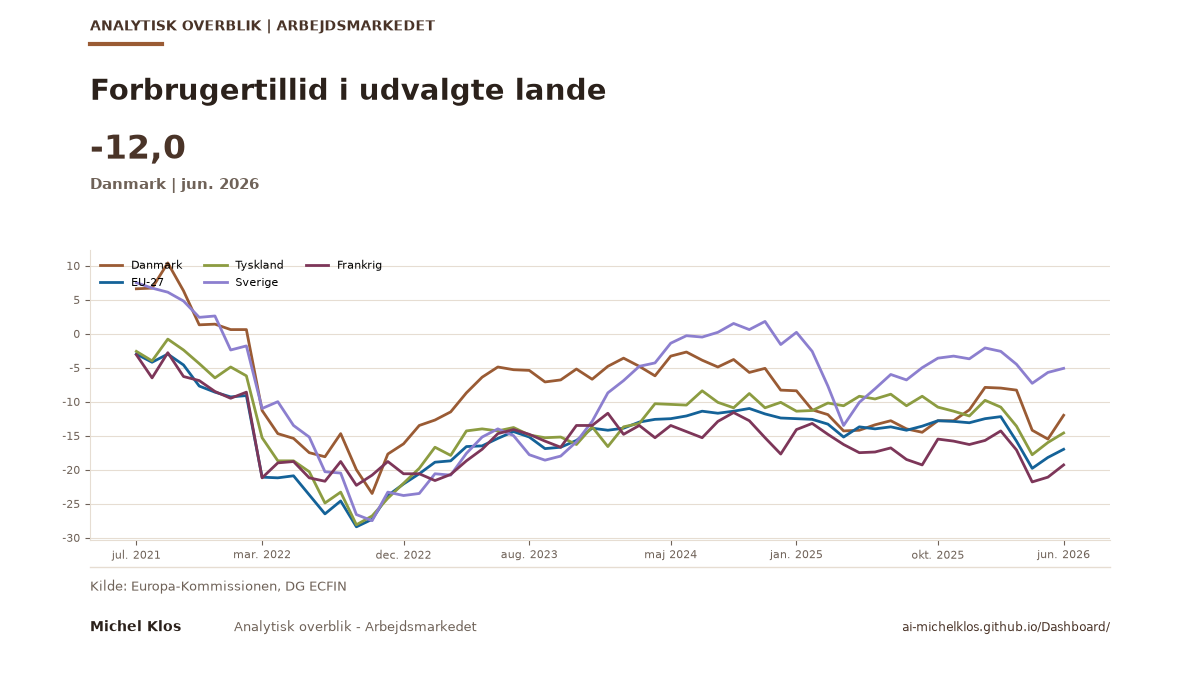 ANALYTISK OVERBLIK | ARBEJDSMARKEDET
Forbrugertillid i udvalgte lande
-12,0
Danmark | jun. 2026
Danmark Tyskland Frankrig
EU-27 Sverige
10
5
0
-5
-10
-15
-20
-25
-30
jul. 2021 mar. 2022 dec. 2022 aug. 2023 maj 2024 jan. 2025 okt. 2025 jun. 2026
Kilde: Europa-Kommissionen, DG ECFIN
Michel Klos Analytisk overblik - Arbejdsmarkedet ai-michelklos.github.io/Dashboard/